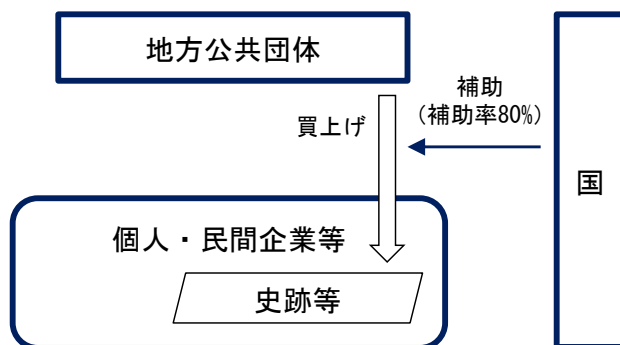 地方公共団体
買上げ
補助
（補助率80%）
国
個人・民間企業等
史跡等